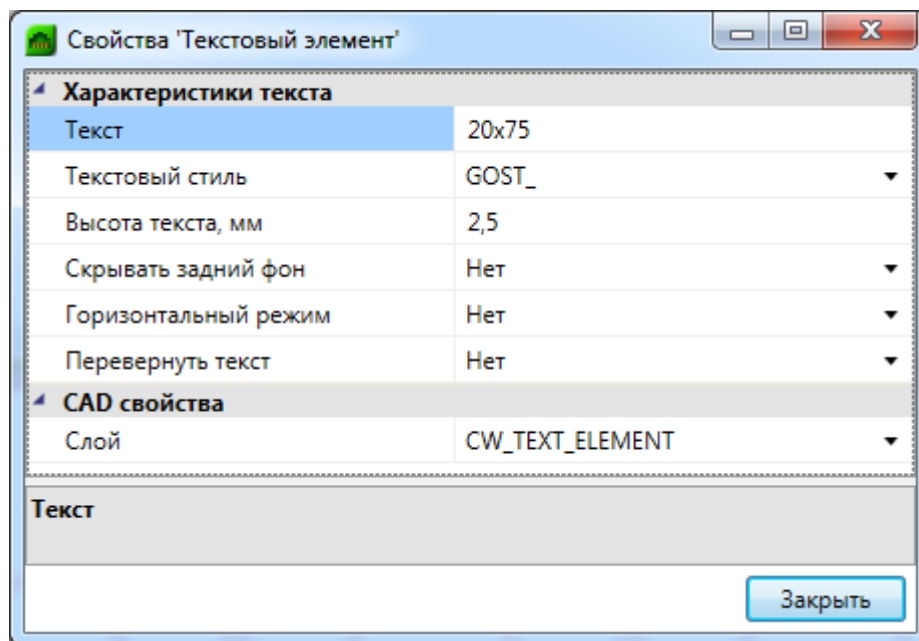 Свойства 'Текстовый элемент'
Характеристики текста
Текст 20x75
Текстовый стиль GOST_
Высота текста, мм 2,5
Скрывать задний фон Нет
Горизонтальный режим Нет
Перевернуть текст Нет
CAD свойства
Слой CW_TEXT_ELEMENT
Текст
Закрыть